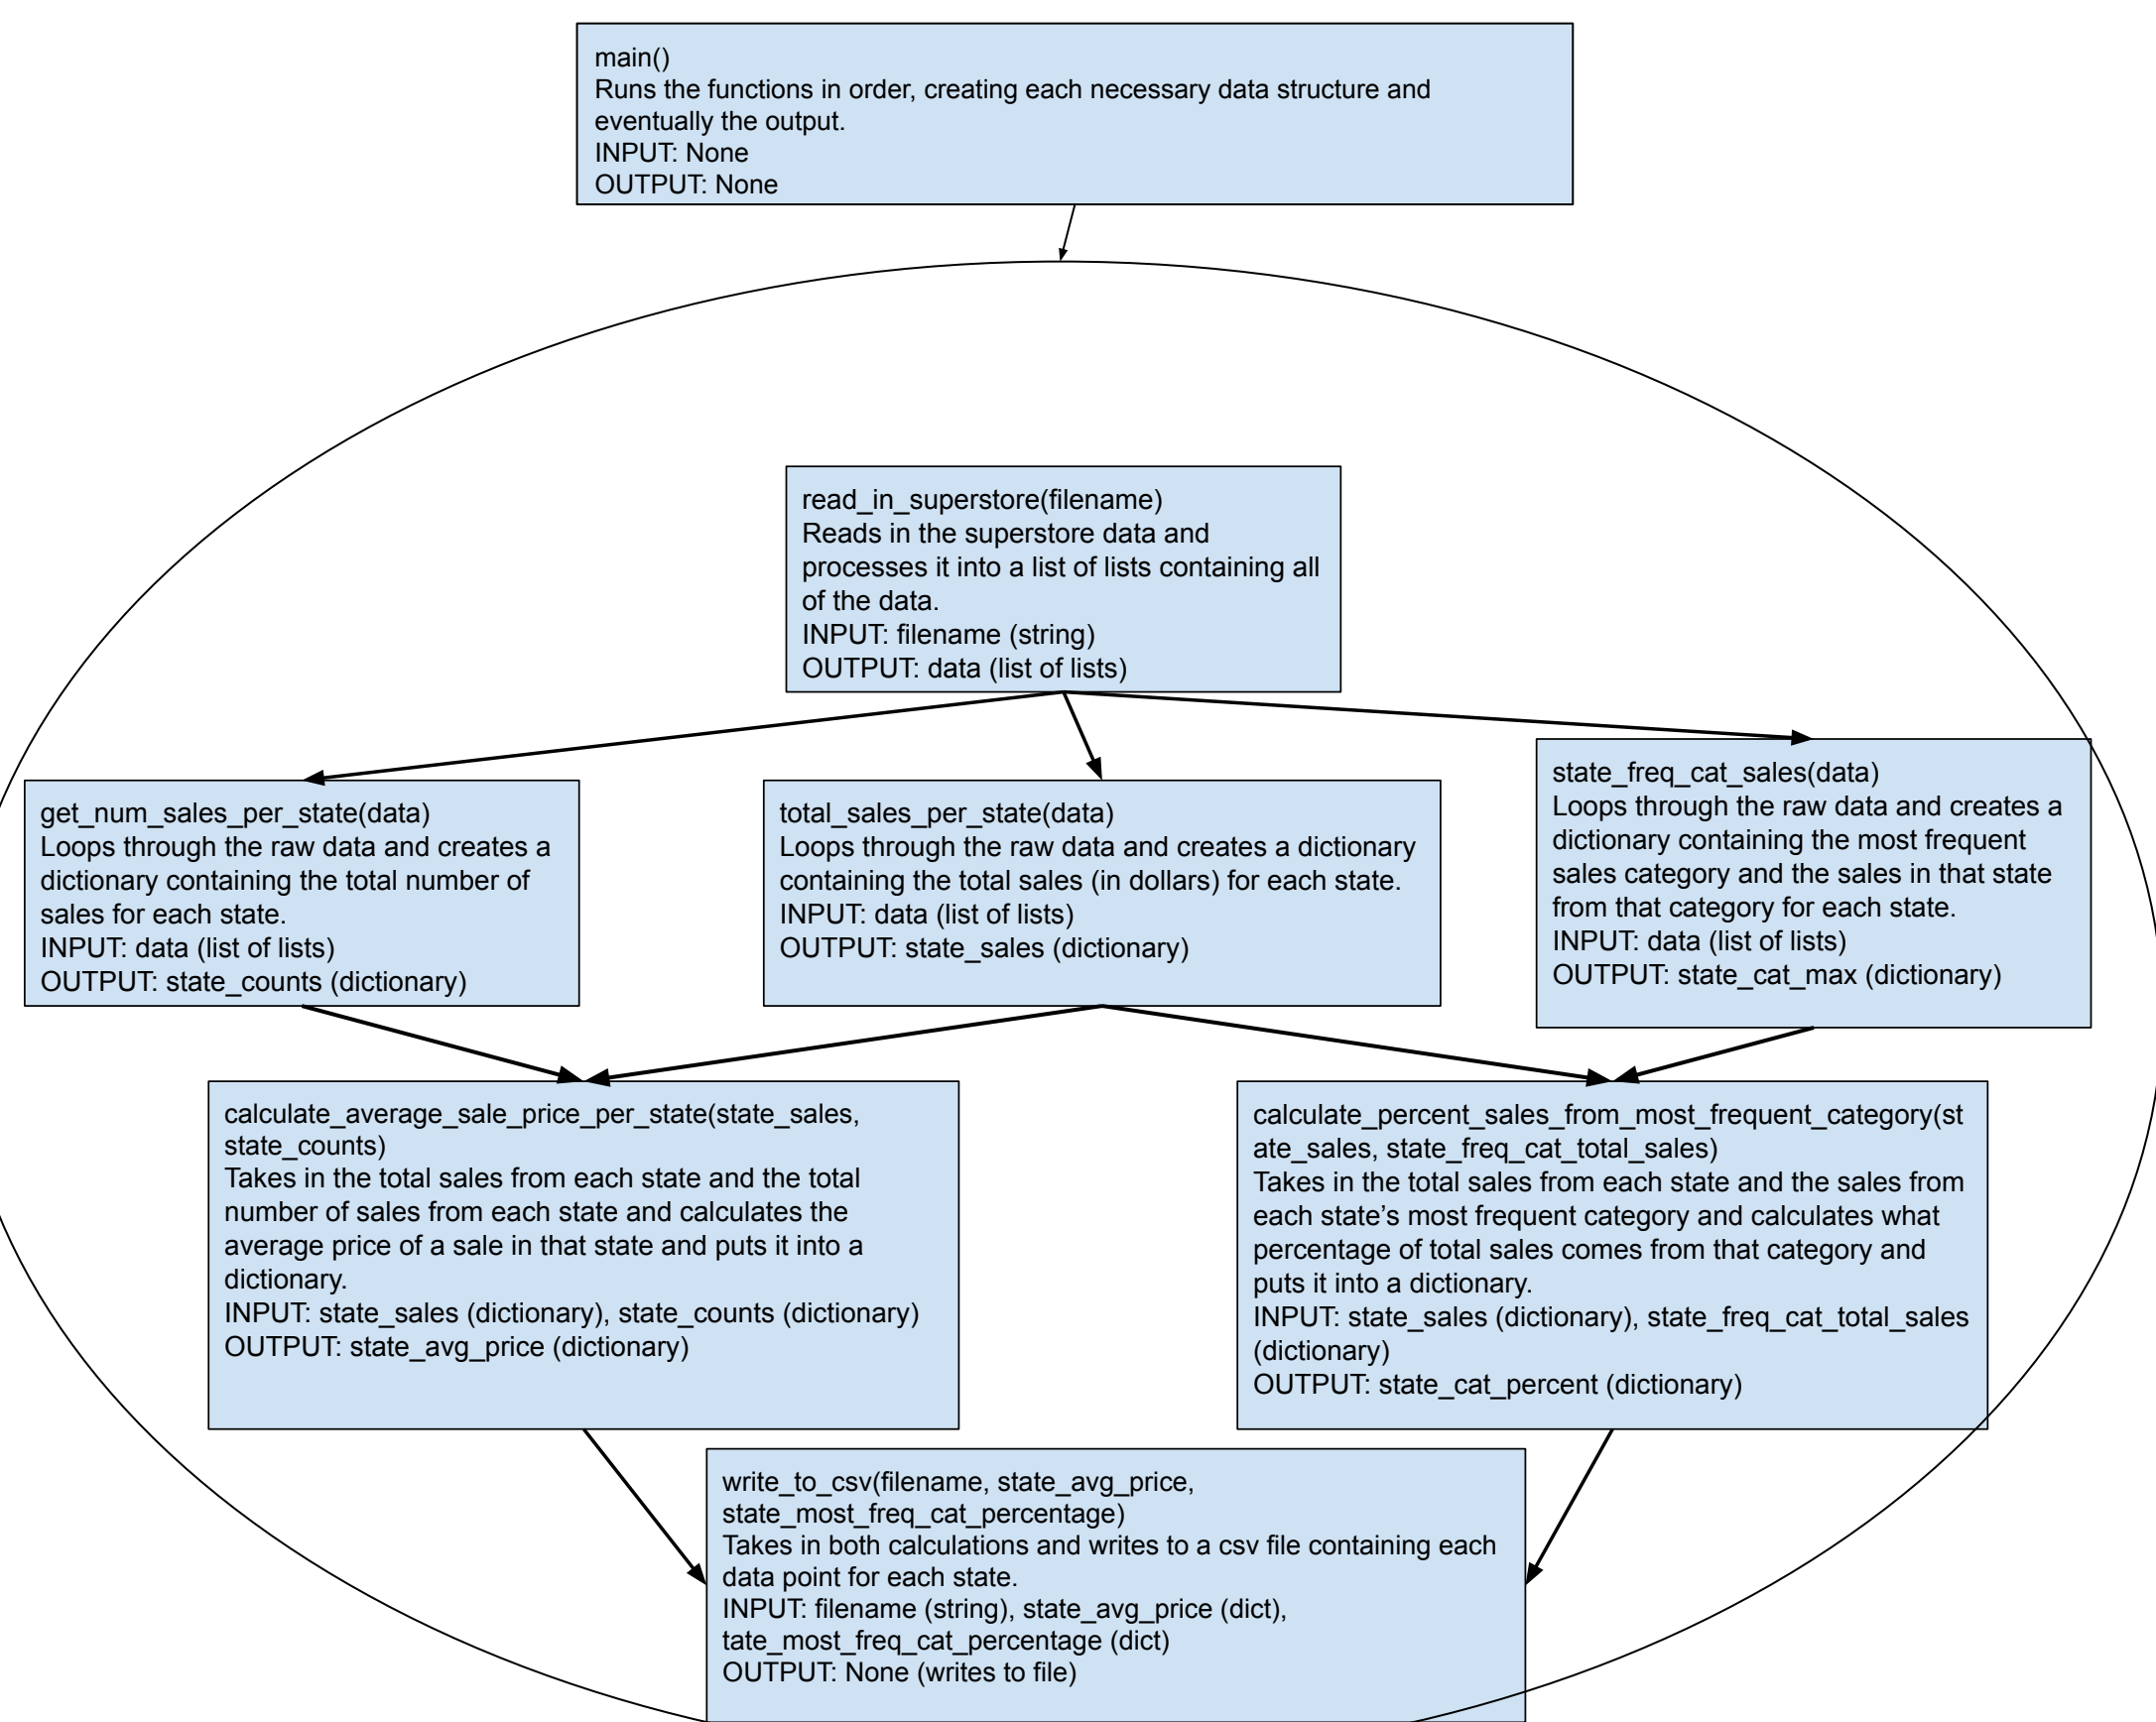 main()
Runs the functions in order, creating each necessary data structure and
eventually the output.
INPUT: None
OUTPUT: None
read_in_superstore(filename)
Reads in the superstore data and
processes it into a list of lists containing all
of the data.
INPUT: filename (string)
OUTPUT: data (list of lists)
get_num_sales_per_state(data)
Loops through the raw data and creates a
dictionary containing the total number of
sales for each state.
INPUT: data (list of lists)
OUTPUT: state_counts (dictionary)
total_sales_per_state(data)
Loops through the raw data and creates a dictionary
containing the total sales (in dollars) for each state.
INPUT: data (list of lists)
OUTPUT: state_sales (dictionary)
state_freq_cat_sales(data)
Loops through the raw data and creates a
dictionary containing the most frequent
sales category and the sales in that state
from that category for each state.
INPUT: data (list of lists)
OUTPUT: state_cat_max (dictionary)
calculate_average_sale_price_per_state(state_sales,
state_counts)
Takes in the total sales from each state and the total
number of sales from each state and calculates the
average price of a sale in that state and puts it into a
dictionary.
INPUT: state_sales (dictionary), state_counts (dictionary)
OUTPUT: state_avg_price (dictionary)
calculate_percent_sales_from_most_frequent_category(st
ate_sales, state_freq_cat_total_sales)
Takes in the total sales from each state and the sales from
each state’s most frequent category and calculates what
percentage of total sales comes from that category and
puts it into a dictionary.
INPUT: state_sales (dictionary), state_freq_cat_total_sales
(dictionary)
OUTPUT: state_cat_percent (dictionary)
write_to_csv(filename, state_avg_price,
state_most_freq_cat_percentage)
Takes in both calculations and writes to a csv file containing each
data point for each state.
INPUT: filename (string), state_avg_price (dict),
tate_most_freq_cat_percentage (dict)
OUTPUT: None (writes to file)